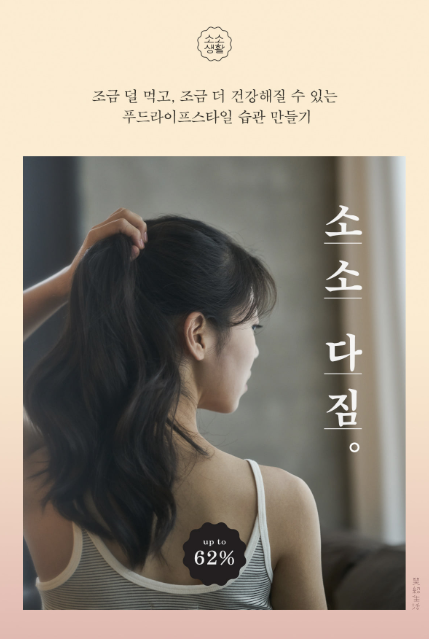 소소
생활
조금 덜 먹고, 조금 더 건강해질 수 있는
푸드라이프스타일 습관 만들기
소소 다짐。
up to
62%